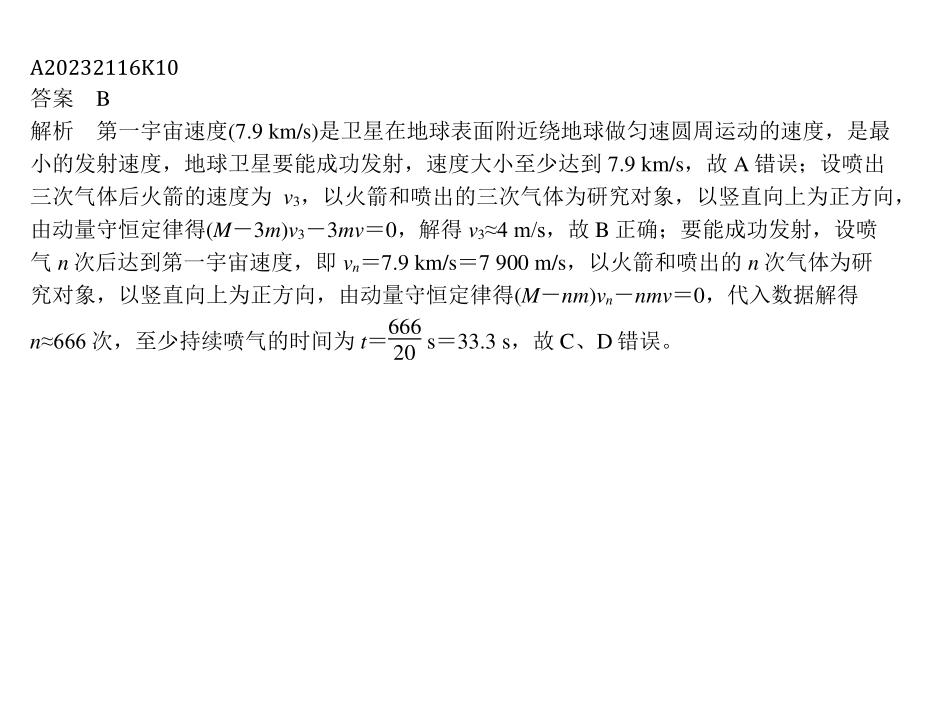 A20232116K10
答案　B
解析　第一宇宙速度(7.9 km/s)是卫星在地球表面附近绕地球做匀速圆周运动的速度，是最
小的发射速度，地球卫星要能成功发射，速度大小至少达到 7.9 km/s，故 A 错误；设喷出
三次气体后火箭的速度为 v₃，以火箭和喷出的三次气体为研究对象，以竖直向上为正方向，
由动量守恒定律得(M－3m)v₃－3mv＝0，解得 v₃≈4 m/s，故 B 正确；要能成功发射，设喷
气 n 次后达到第一宇宙速度，即 vₙ＝7.9 km/s＝7 900 m/s，以火箭和喷出的 n 次气体为研
究对象，以竖直向上为正方向，由动量守恒定律得(M－nm)vₙ－nmv＝0，代入数据解得
n≈666 次，至少持续喷气的时间为 t＝666/20 s＝33.3 s，故 C、D 错误。